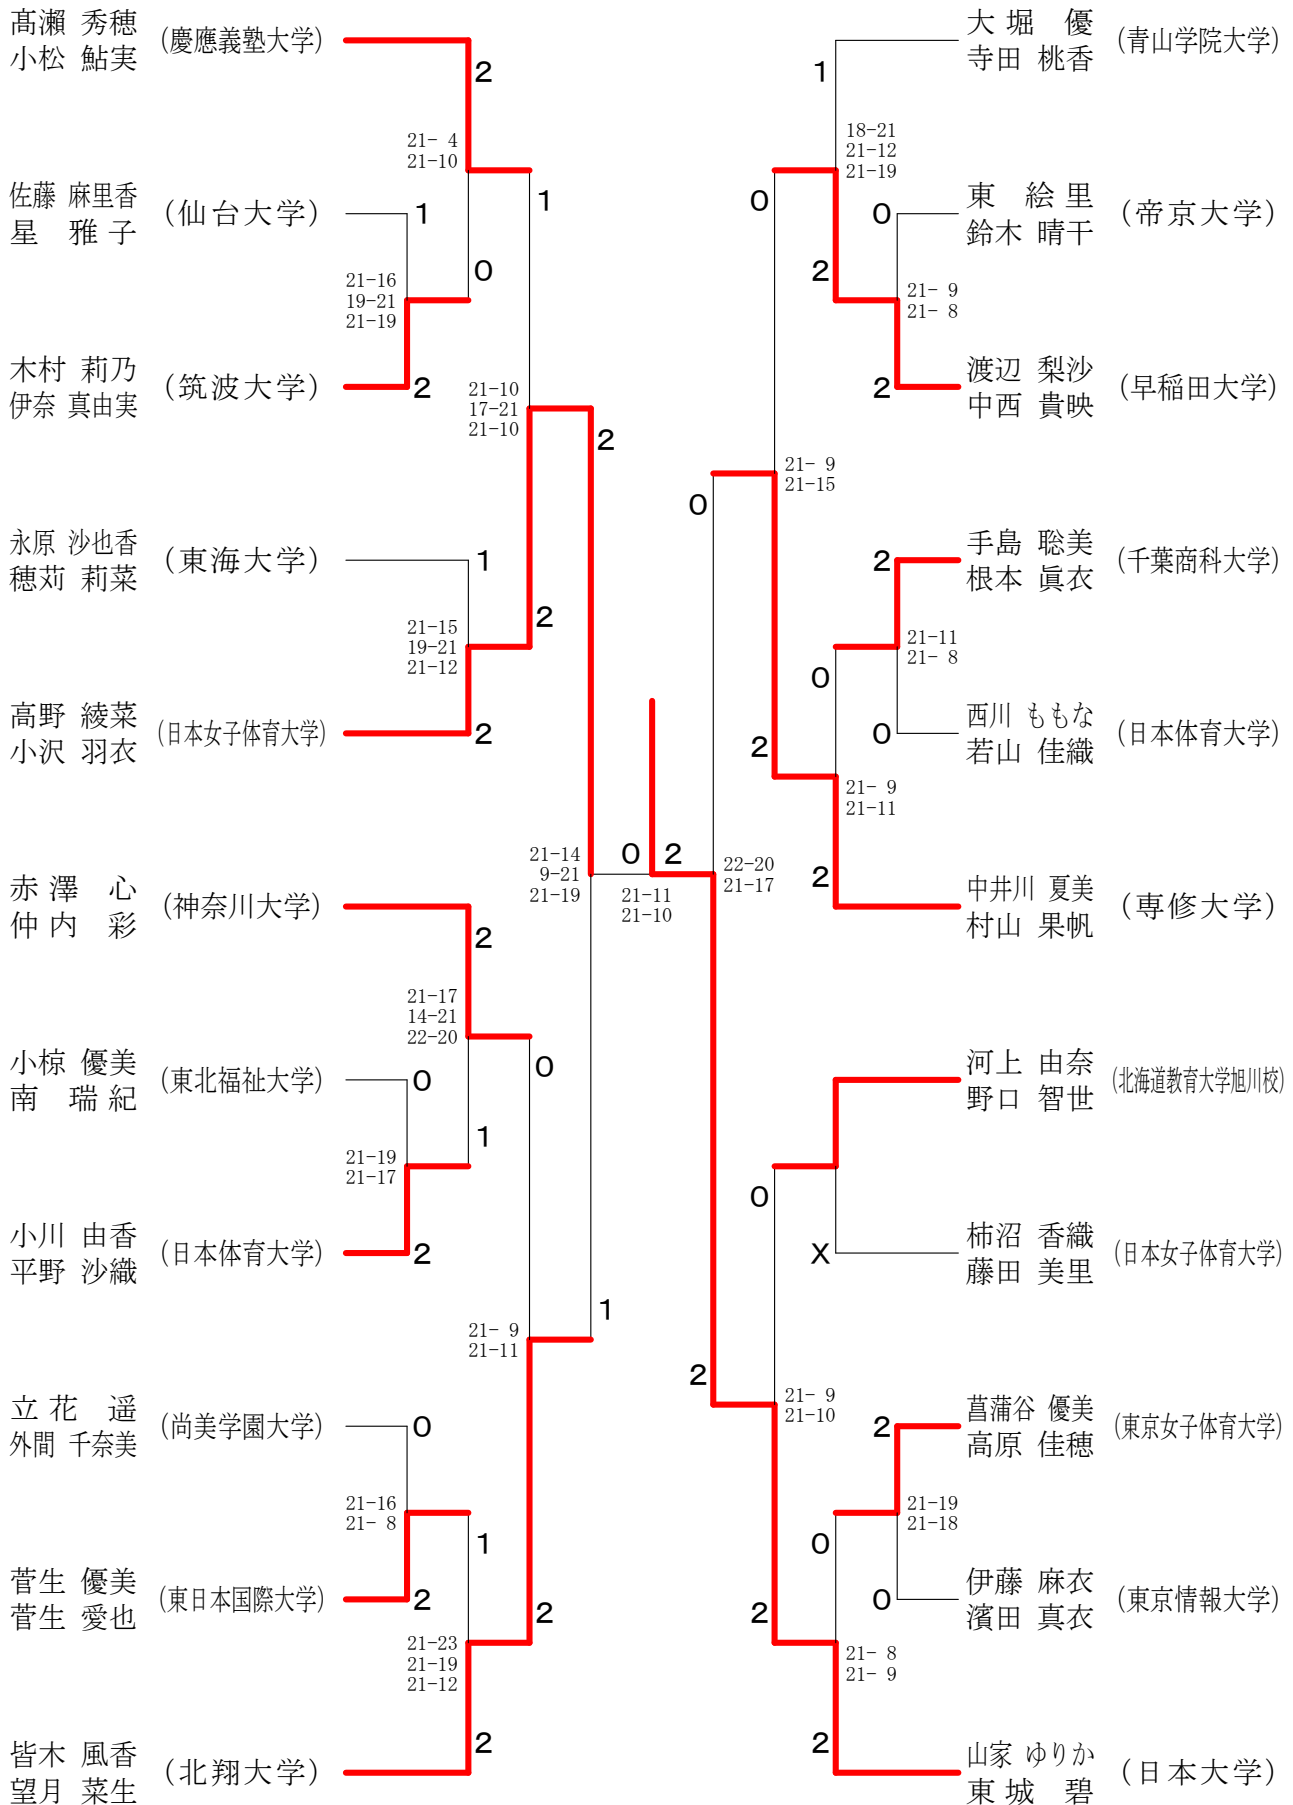 髙瀨 秀穂
小松 鮎実
(慶應義塾大学)
2
21- 4
21-10
佐藤 麻里香
星 雅子
(仙台大学)
1
1
0
21-16
19-21
21-19
木村 莉乃
伊奈 真由実
(筑波大学)
2
21-10
17-21
21-10
2
永原 沙也香
穂苅 莉菜
(東海大学)
1
2
21-15
19-21
21-12
高野 綾菜
小沢 羽衣
(日本女子体育大学)
2
21-14
9-21
21-19
赤澤 心
仲内 彩
(神奈川大学)
2
21-17
14-21
22-20
0
小椋 優美
南 瑞紀
(東北福祉大学)
0
1
21-19
21-17
小川 由香
平野 沙織
(日本体育大学)
2
1
21- 9
21-11
立花 遥
外間 千奈美
(尚美学園大学)
0
21-16
21- 8
1
菅生 優美
菅生 愛也
(東日本国際大学)
2
2
21-23
21-19
21-12
皆木 風香
望月 菜生
(北翔大学)
2
0 2
21-11
21-10
大堀 優
寺田 桃香
(青山学院大学)
1
18-21
21-12
21-19
0
東 絵里
鈴木 晴干
(帝京大学)
0
2
21- 9
21- 8
渡辺 梨沙
中西 貴映
(早稲田大学)
2
21- 9
21-15
0
手島 聡美
根本 眞衣
(千葉商科大学)
2
21-11
21- 8
0
西川 ももな
若山 佳織
(日本体育大学)
0
2
21- 9
21-11
22-20
21-17
2
中井川 夏美
村山 果帆
(専修大学)
河上 由奈
野口 智世
(北海道教育大学旭川校)
0
柿沼 香織
藤田 美里
(日本女子体育大学)
X
2
21- 9
21-10
菖蒲谷 優美
高原 佳穂
(東京女子体育大学)
2
21-19
21-18
0
伊藤 麻衣
濱田 真衣
(東京情報大学)
0
2
21- 8
21- 9
山家 ゆりか
東城 碧
(日本大学)
2